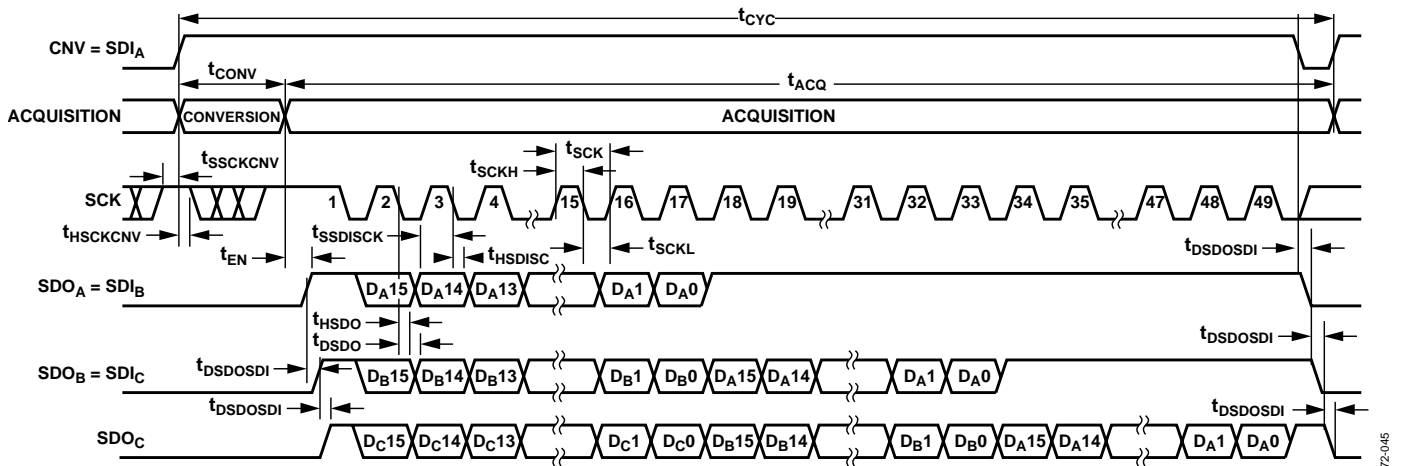 tCYC
CNV = SDIA
tCONV
tACQ
ACQUISITION CONVERSION ACQUISITION
tSSCKCNV
tSCK
tSCKH
SCK 1 2 3 4 15 16 17 18 19 31 32 33 34 35 47 48 49
tHSCKCNV
tEN
tSSDISCK
tHSDISC
tSCKL
tDSDOSDI
SDOA = SDIB DA15 DA14 DA13 DA1 DA0
tHSDO
tDSDO
tDSDOSDI
tDSDOSDI
SDOB = SDIC DB15 DB14 DB13 DB1 DB0 DA15 DA14 DA1 DA0
tDSDOSDI
tDSDOSDI
SDOC DC15 DC14 DC13 DC1 DC0 DB15 DB14 DB1 DB0 DA15 DA14 DA1 DA0
72-045